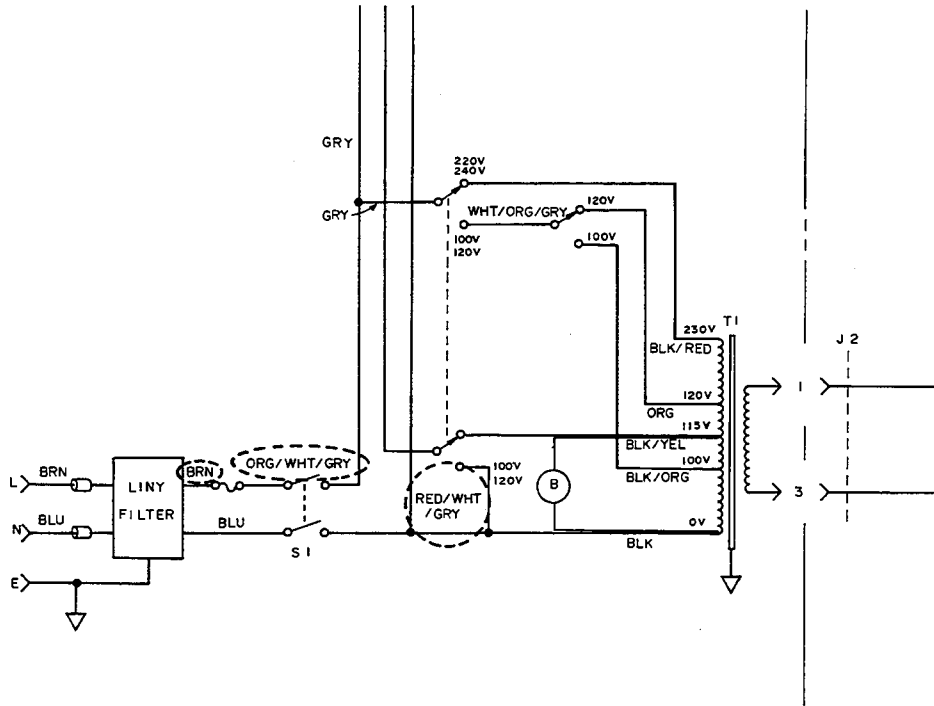 GRY
220V
240V
GRY
WHT/ORG/GRY
120V
100V
120V
100V
230V
T1
BLK/RED
J2
120V
1
ORG
115V
BLK/YEL
ORG/WHT/GRY
100V
BRN
BRN
100V
120V
BLK/ORG
L
LINY
FILTER
B
3
RED/WHT
/GRY
N
BLU
BLU
0V
S1
BLK
E